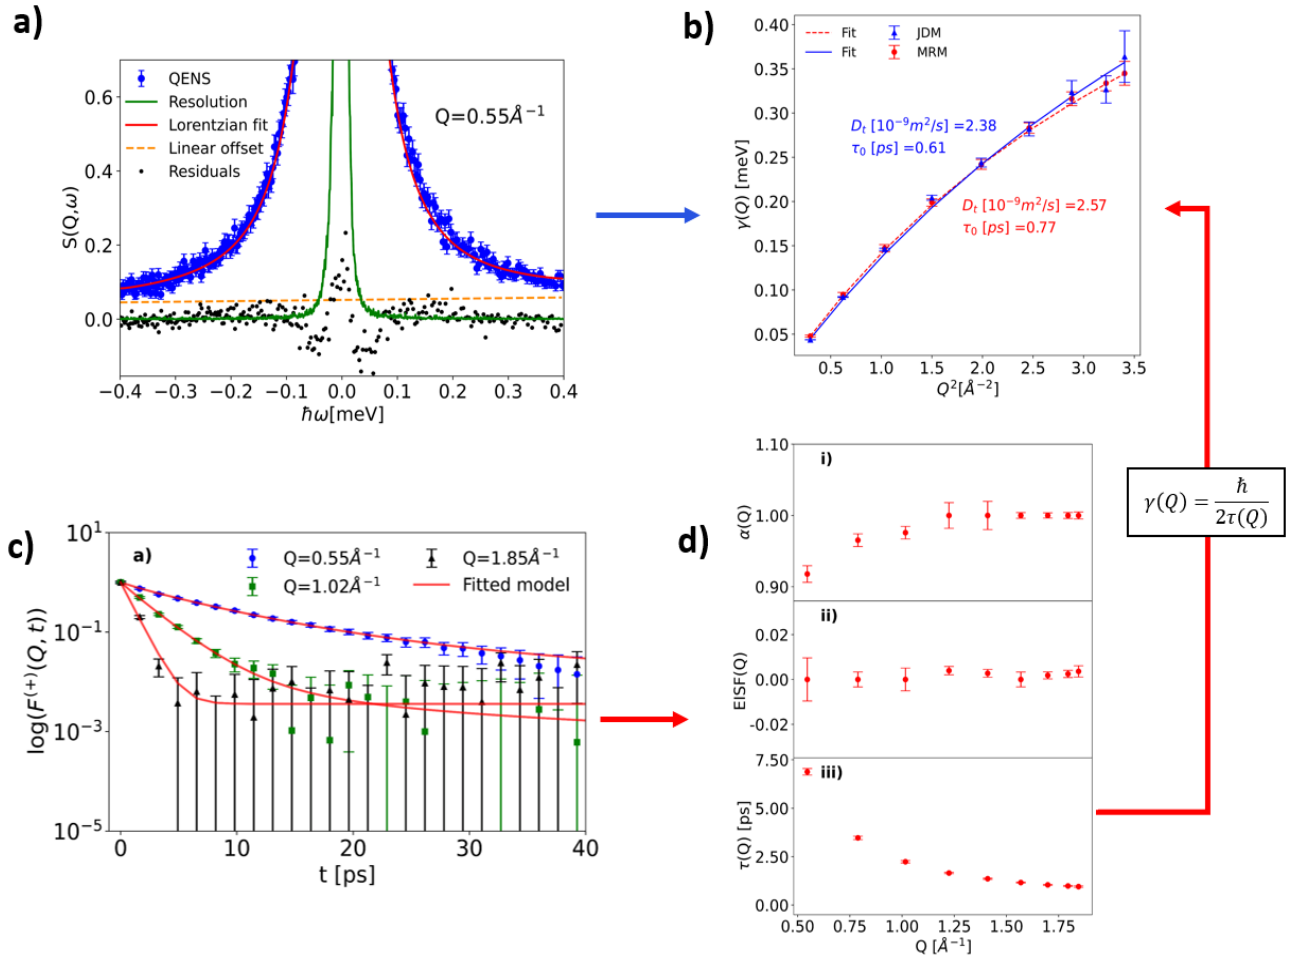 a)
QENS
Resolution
Lorentzian fit
Linear offset
Residuals
Q=0.55Å⁻¹
S(Q,ω)
0.6
0.4
0.2
0.0
−0.4 −0.3 −0.2 −0.1 0.0 0.1 0.2 0.3 0.4
ħω[meV]
b)
Fit JDM
Fit MRM
Dₜ [10⁻⁹m²/s] =2.38
τ₀ [ps] =0.61
Dₜ [10⁻⁹m²/s] =2.57
τ₀ [ps] =0.77
γ(Q) [meV]
0.40
0.35
0.30
0.25
0.20
0.15
0.10
0.05
0.5 1.0 1.5 2.0 2.5 3.0 3.5
Q²[Å⁻²]
γ(Q) = ħ / 2τ(Q)
c)
a)
Q=0.55Å⁻¹ Q=1.85Å⁻¹
Q=1.02Å⁻¹ Fitted model
log(F⁽⁺⁾(Q, t))
10¹
10⁻¹
10⁻³
10⁻⁵
0 10 20 30 40
t [ps]
d)
i)
α(Q)
1.10
1.00
0.90
ii)
EISF(Q)
0.02
0.00
-0.02
iii)
τ(Q) [ps]
7.50
5.00
2.50
0.00
0.50 0.75 1.00 1.25 1.50 1.75
Q [Å⁻¹]